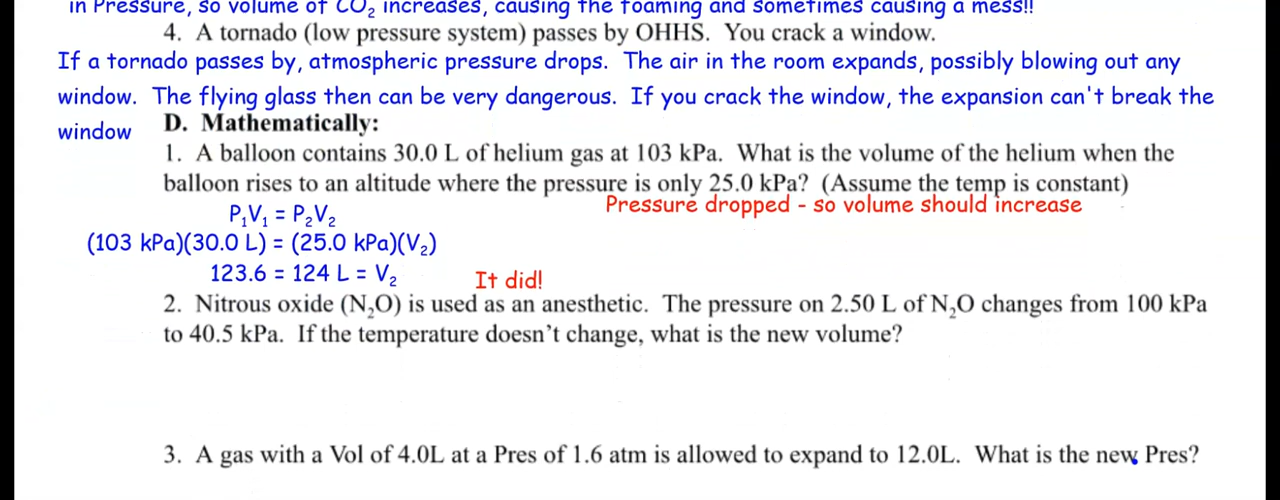 in Pressure, so volume of CO₂ increases, causing the foaming and sometimes causing a mess!!
4. A tornado (low pressure system) passes by OHHS. You crack a window.
If a tornado passes by, atmospheric pressure drops. The air in the room expands, possibly blowing out any
window. The flying glass then can be very dangerous. If you crack the window, the expansion can't break the
window
D. Mathematically:
1. A balloon contains 30.0 L of helium gas at 103 kPa. What is the volume of the helium when the
balloon rises to an altitude where the pressure is only 25.0 kPa? (Assume the temp is constant)
Pressure dropped - so volume should increase
P₁V₁ = P₂V₂
(103 kPa)(30.0 L) = (25.0 kPa)(V₂)
123.6 = 124 L = V₂
It did!
2. Nitrous oxide (N₂O) is used as an anesthetic. The pressure on 2.50 L of N₂O changes from 100 kPa
to 40.5 kPa. If the temperature doesn't change, what is the new volume?
3. A gas with a Vol of 4.0L at a Pres of 1.6 atm is allowed to expand to 12.0L. What is the new Pres?